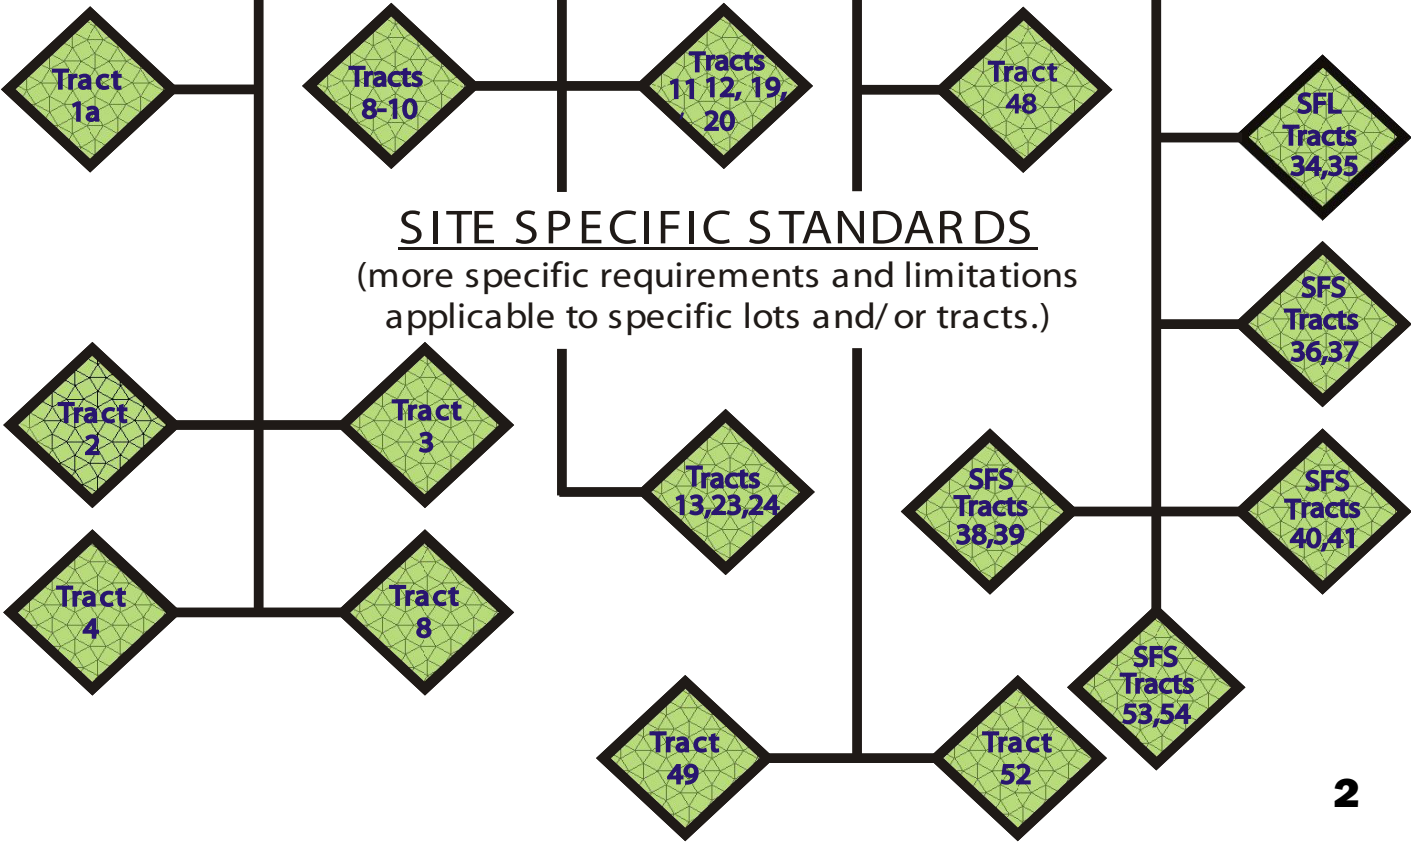 Tract
1a
Tracts
8-10
Tracts
11 12, 19,
20
Tract
48
SFL
Tracts
34,35
SITE SPECIFIC STANDARDS
(more specific requirements and limitations
applicable to specific lots and/ or tracts.)
SFS
Tracts
36,37
Tract
2
Tract
3
Tracts
13,23,24
SFS
Tracts
38,39
SFS
Tracts
40,41
Tract
4
Tract
8
SFS
Tracts
53,54
Tract
49
Tract
52
2